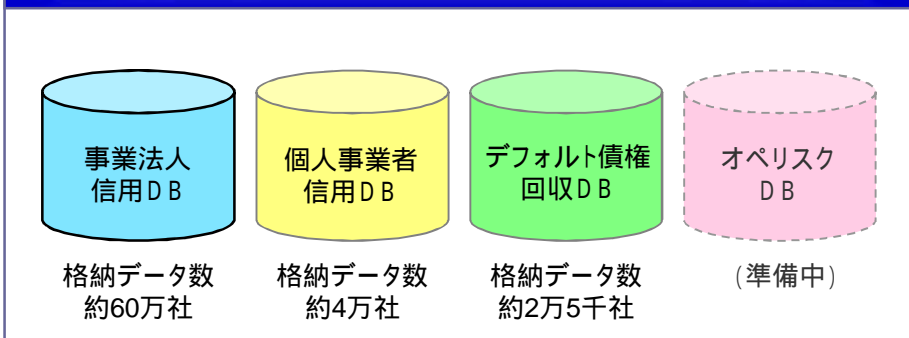 事業法人
信用DB
個人事業者
信用DB
デフォルト債権
回収DB
オペリスク
DB
格納データ数
約60万社
格納データ数
約4万社
格納データ数
約2万5千社
(準備中)